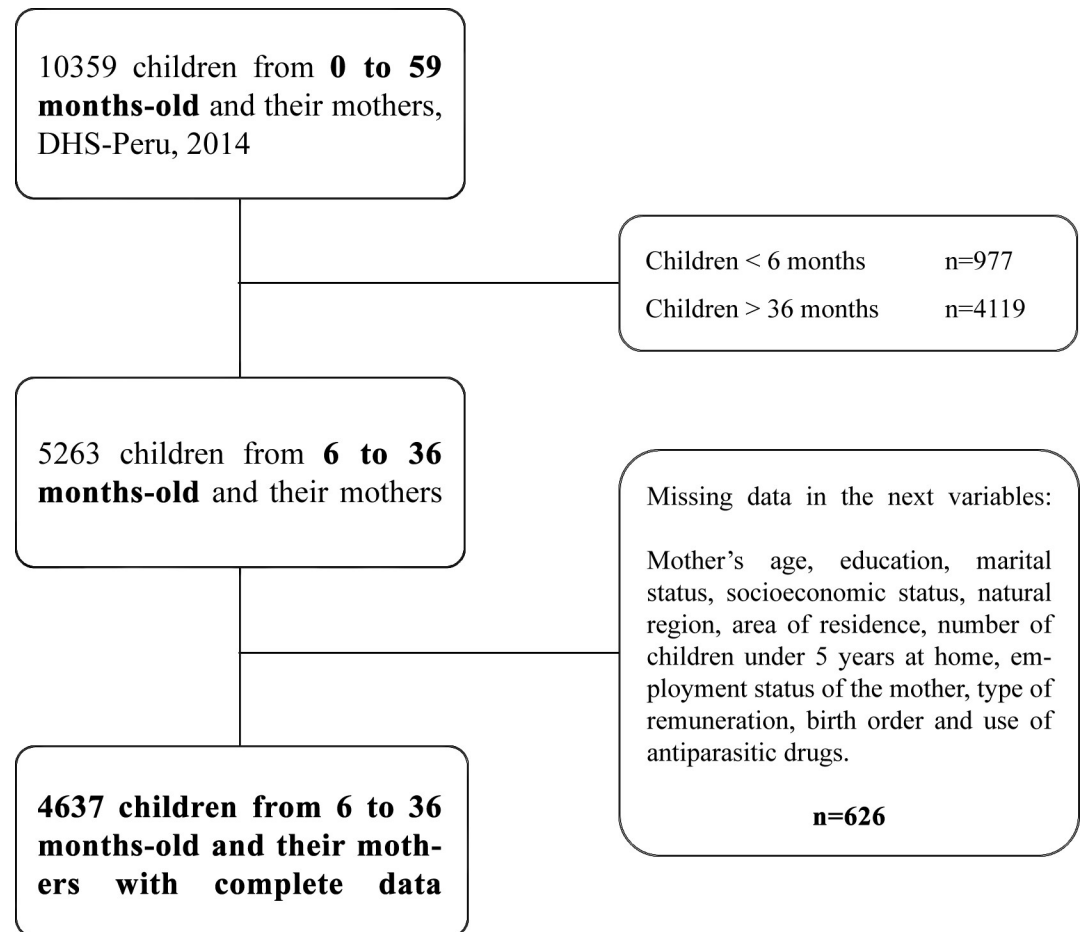 10359 children from 0 to 59
months-old and their mothers,
DHS-Peru, 2014
Children < 6 months n=977
Children > 36 months n=4119
5263 children from 6 to 36
months-old and their mothers
Missing data in the next variables:
Mother’s age, education, marital
status, socioeconomic status, natural
region, area of residence, number of
children under 5 years at home, em-
ployment status of the mother, type of
remuneration, birth order and use of
antiparasitic drugs.
n=626
4637 children from 6 to 36
months-old and their moth-
ers with complete data